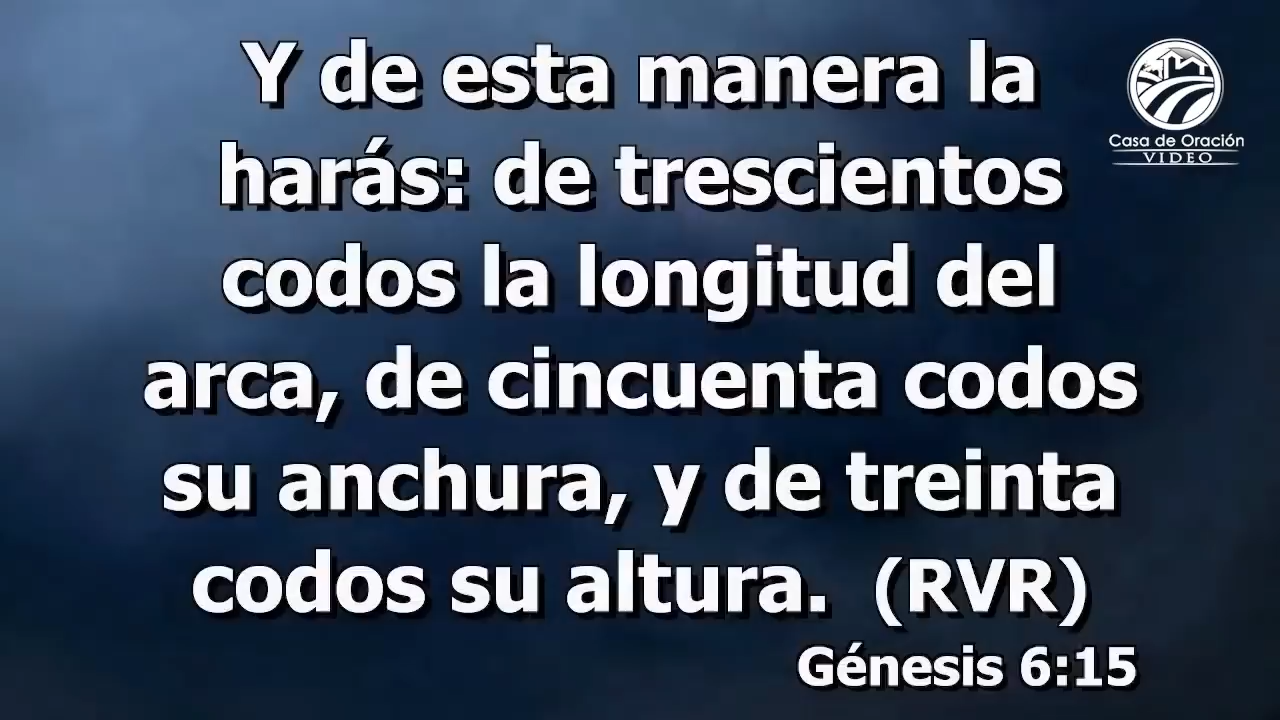 Y de esta manera la
harás: de trescientos
codos la longitud del
arca, de cincuenta codos
su anchura, y de treinta
codos su altura.  (RVR)
Génesis 6:15
Casa de Oración
VIDEO